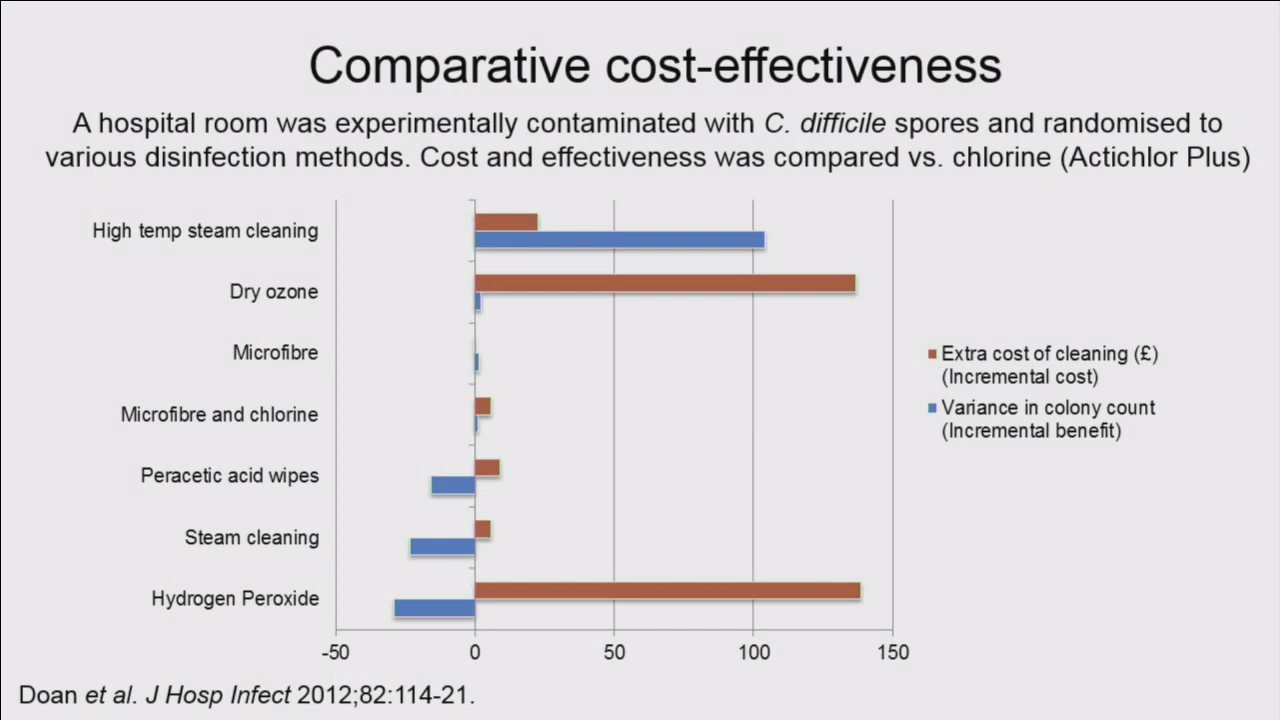 Comparative cost-effectiveness
A hospital room was experimentally contaminated with C. difficile spores and randomised to
various disinfection methods. Cost and effectiveness was compared vs. chlorine (Actichlor Plus)
High temp steam cleaning
Dry ozone
Microfibre
Microfibre and chlorine
Peracetic acid wipes
Steam cleaning
Hydrogen Peroxide
-50 0 50 100 150
Extra cost of cleaning (£)
(Incremental cost)
Variance in colony count
(Incremental benefit)
Doan et al. J Hosp Infect 2012;82:114-21.